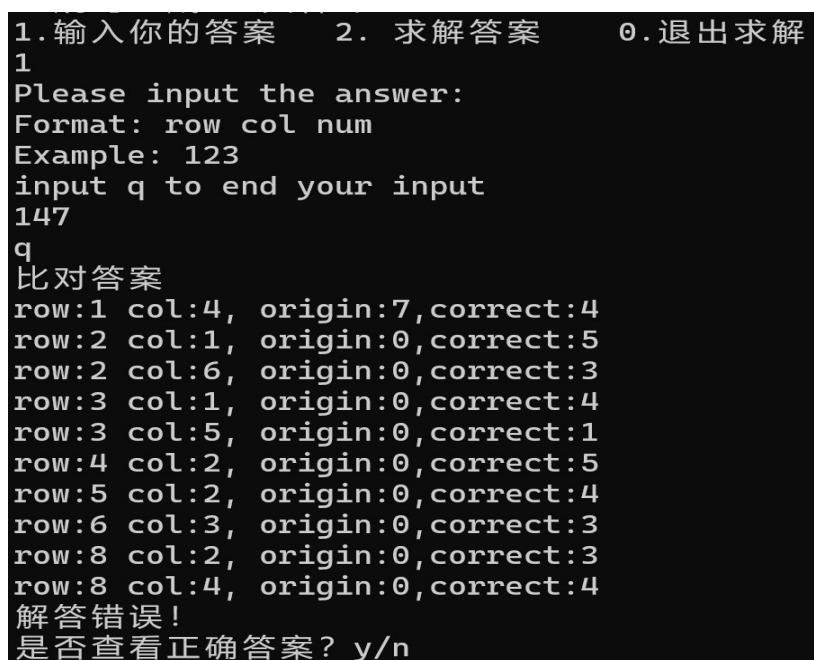 1.输入你的答案   2. 求解答案    0.退出求解
1
Please input the answer:
Format: row col num
Example: 123
input q to end your input
147
q
比对答案
row:1 col:4, origin:7,correct:4
row:2 col:1, origin:0,correct:5
row:2 col:6, origin:0,correct:3
row:3 col:1, origin:0,correct:4
row:3 col:5, origin:0,correct:1
row:4 col:2, origin:0,correct:5
row:5 col:2, origin:0,correct:4
row:6 col:3, origin:0,correct:3
row:8 col:2, origin:0,correct:3
row:8 col:4, origin:0,correct:4
解答错误!
是否查看正确答案? y/n